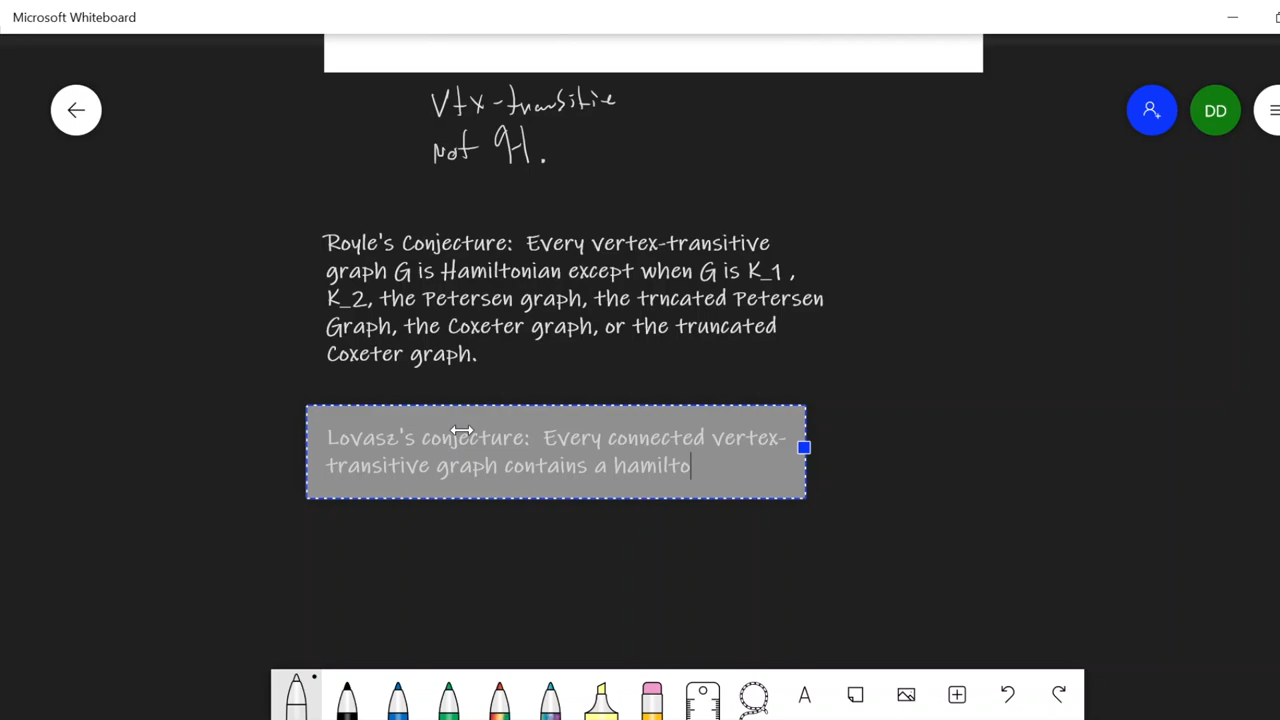 Microsoft Whiteboard
Vtx-transitive
not H.
DD
Royle's Conjecture: Every vertex-transitive
graph G is Hamiltonian except when G is K_1 ,
K_2, the Petersen graph, the trncated Petersen
Graph, the Coxeter graph, or the truncated
Coxeter graph.
Lovasz's conjecture: Every connected vertex-
transitive graph contains a hamilto
A